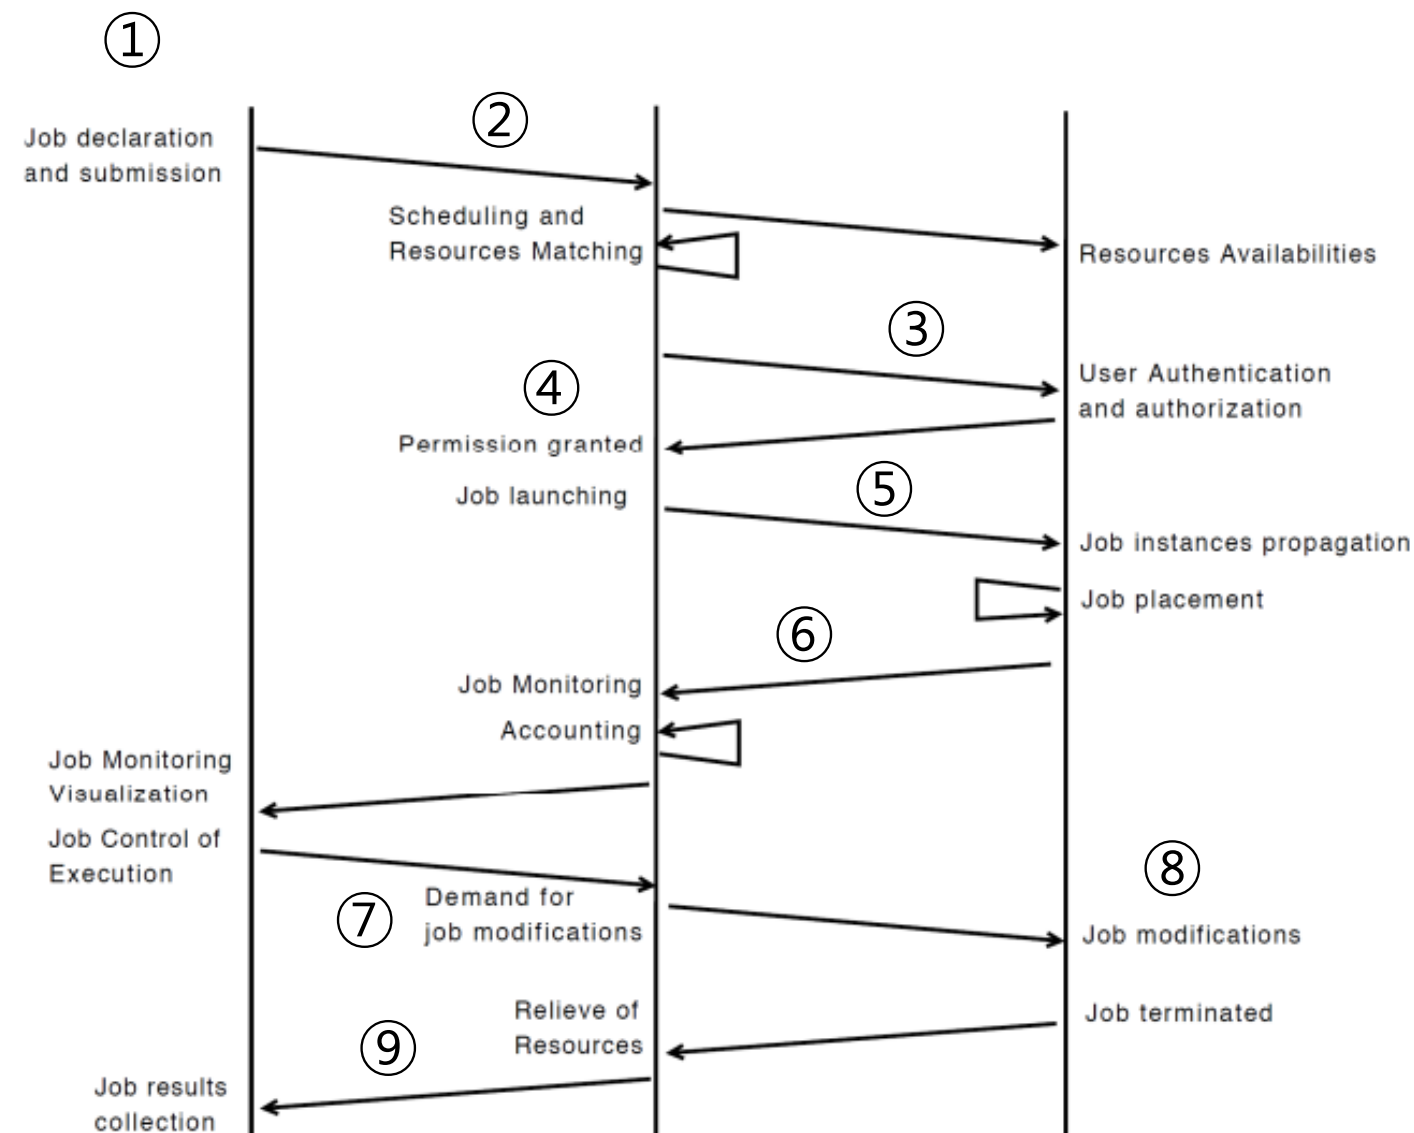 ①
②
Job declaration
and submission
Scheduling and
Resources Matching
Resources Availabilities
③
User Authentication
and authorization
④
Permission granted
⑤
Job launching
Job instances propagation
Job placement
⑥
Job Monitoring
Accounting
Job Monitoring
Visualization
Job Control of
Execution
⑦
Demand for
job modifications
⑧
Job modifications
Job terminated
Relieve of
Resources
⑨
Job results
collection